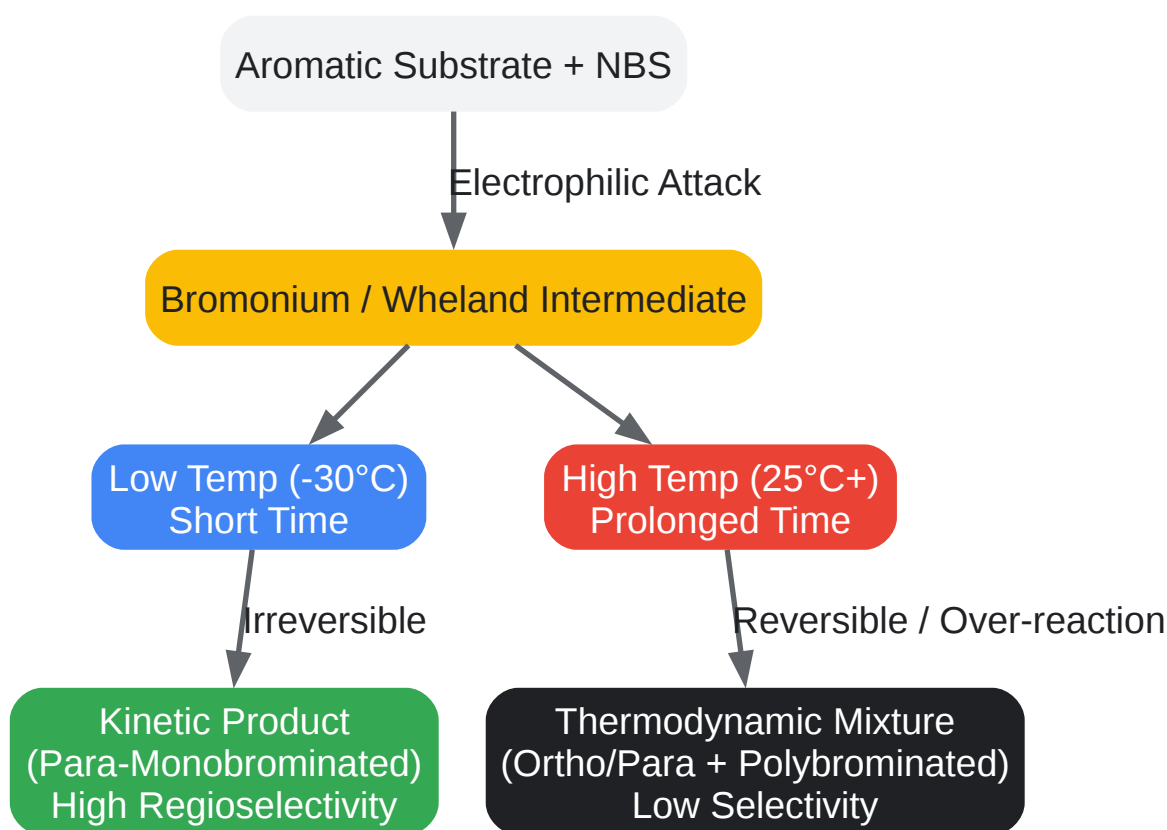 Aromatic Substrate + NBS
Electrophilic Attack
Bromonium / Wheland Intermediate
Low Temp (-30°C)
Short Time
High Temp (25°C+)
Prolonged Time
Irreversible
Reversible / Over-reaction
Kinetic Product
(Para-Monobrominated)
High Regioselectivity
Thermodynamic Mixture
(Ortho/Para + Polybrominated)
Low Selectivity